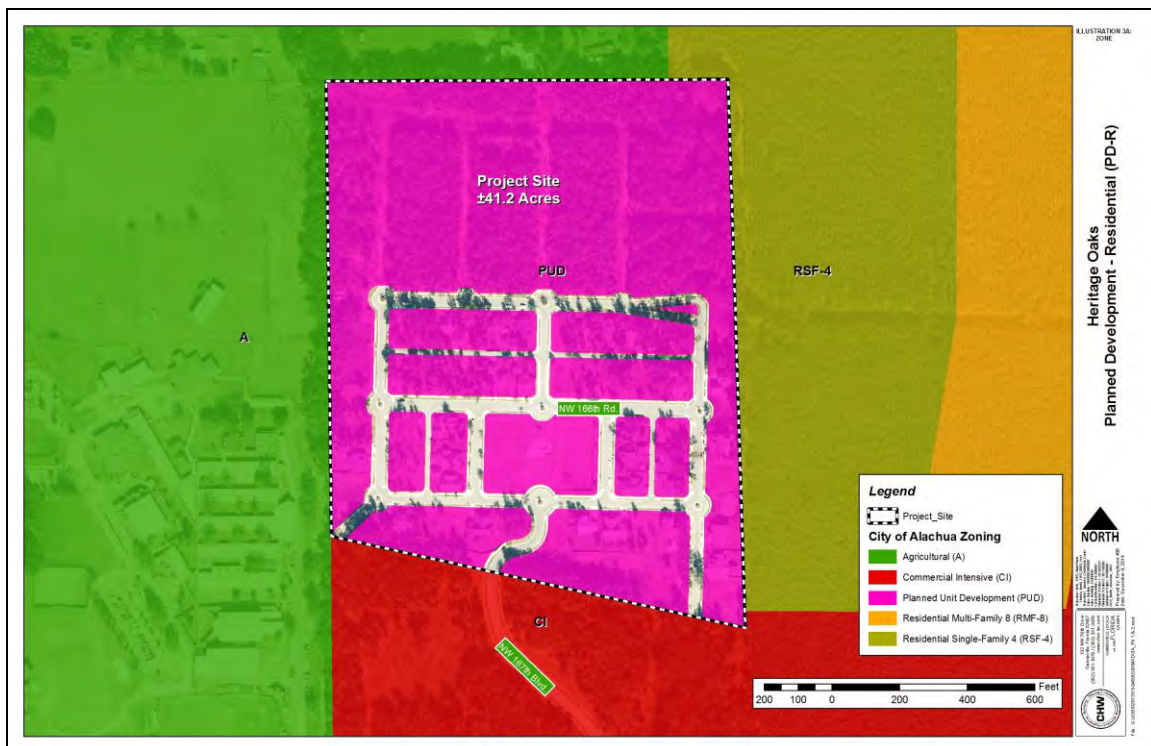 ILLUSTRATION 3A:
ZONE
Heritage Oaks
Planned Development - Residential (PD-R)
Project Site
±41.2 Acres
PUD
RSF-4
A
NW 166th Rd.
CI
NW 167th Blvd.
Legend
Project_Site
City of Alachua Zoning
Agricultural (A)
Commercial Intensive (CI)
Planned Unit Development (PUD)
Residential Multi-Family 8 (RMF-8)
Residential Single-Family 4 (RSF-4)
NORTH
Feet
200 100 0 200 400 600
CHW
FLORIDA